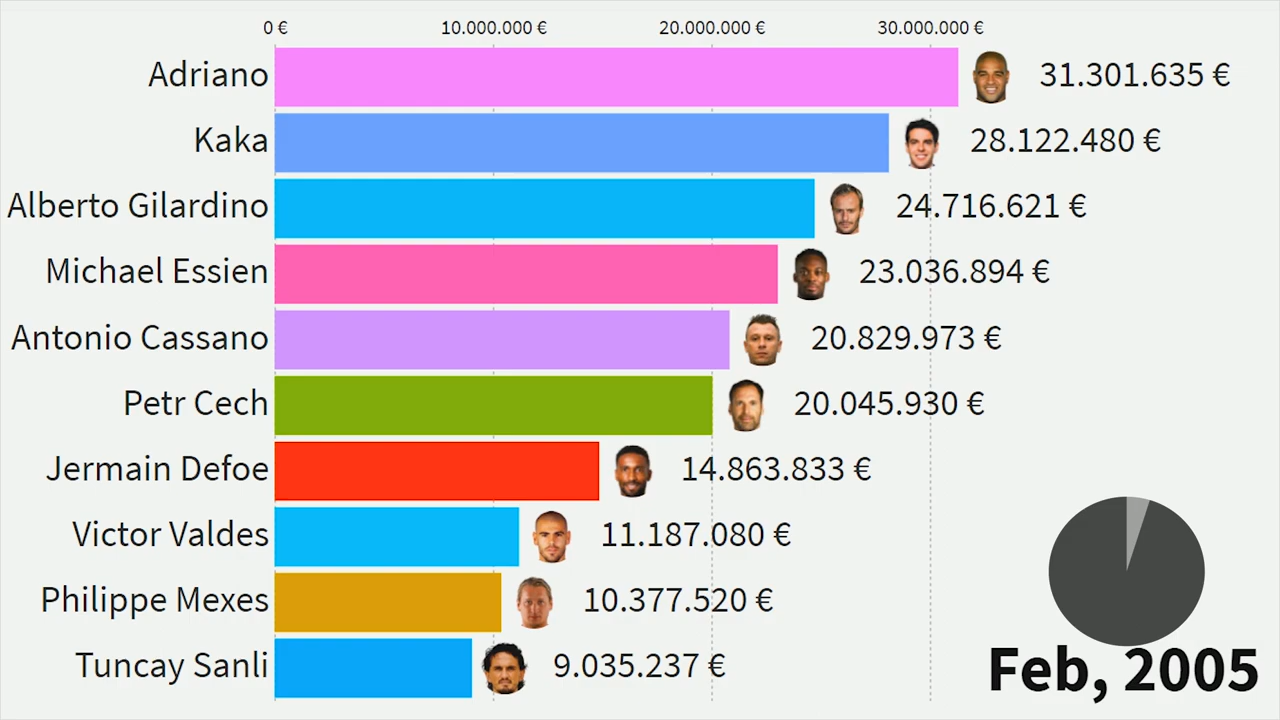 0 € 10.000.000 € 20.000.000 € 30.000.000 €
Adriano 31.301.635 €
Kaka 28.122.480 €
Alberto Gilardino 24.716.621 €
Michael Essien 23.036.894 €
Antonio Cassano 20.829.973 €
Petr Cech 20.045.930 €
Jermain Defoe 14.863.833 €
Victor Valdes 11.187.080 €
Philippe Mexes 10.377.520 €
Tuncay Sanli 9.035.237 €
Feb, 2005